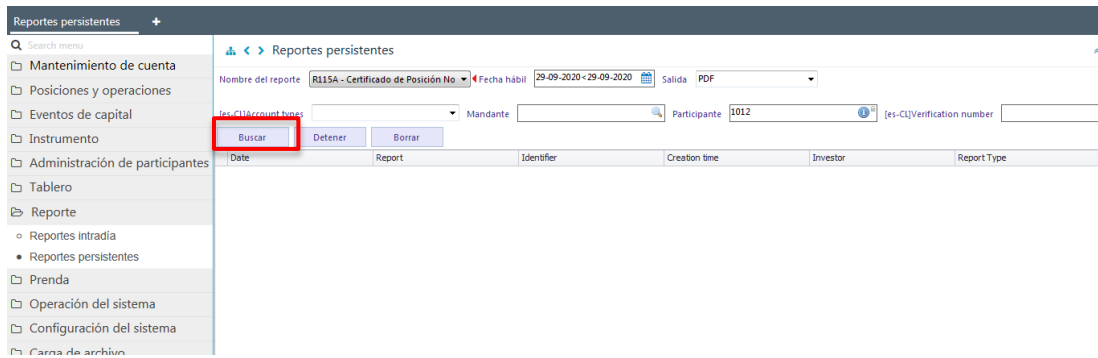 Reportes persistentes +
Search menu
Mantenimiento de cuenta
Posiciones y operaciones
Eventos de capital
Instrumento
Administración de participantes
Tablero
Reporte
Reportes intradía
Reportes persistentes
Prenda
Operación del sistema
Configuración del sistema
Carga de archivo
< > Reportes persistentes
Nombre del reporte R115A - Certificado de Posición No Fecha hábil 29-09-2020<29-09-2020 Salida PDF
[es-CL]Account types Mandante Participante 1012 [es-CL]Verification number
Buscar Detener Borrar
Date Report Identifier Creation time Investor Report Type